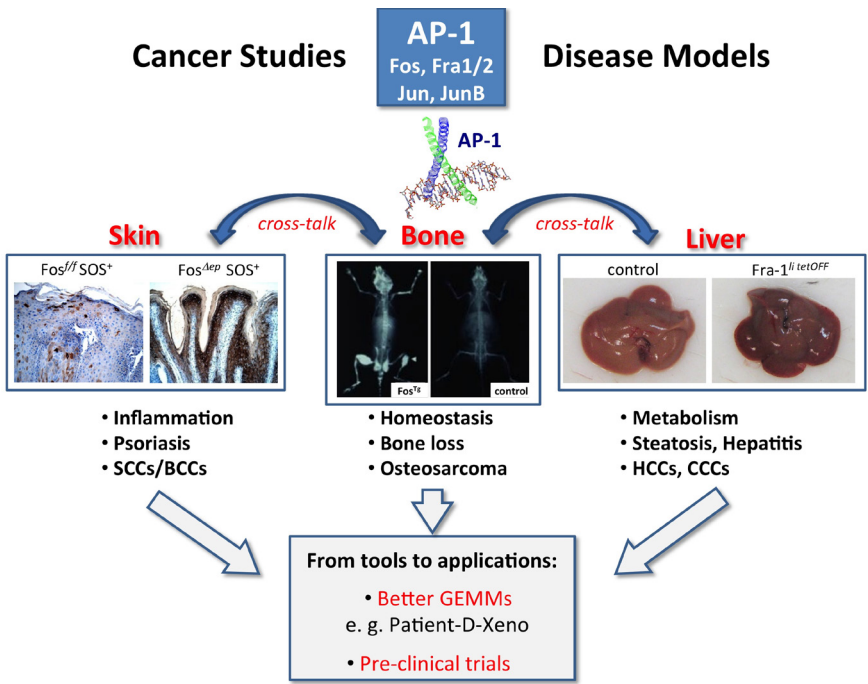 Cancer Studies
AP-1
Fos, Fra1/2
Jun, JunB
Disease Models
AP-1
cross-talk
cross-talk
Skin
Bone
Liver
Fos^f/f SOS⁺
Fos^Δep SOS⁺
Fos^Tg
control
control
Fra-1^li tetOFF
• Inflammation
• Psoriasis
• SCCs/BCCs
• Homeostasis
• Bone loss
• Osteosarcoma
• Metabolism
• Steatosis, Hepatitis
• HCCs, CCCs
From tools to applications:
• Better GEMMs
e. g. Patient-D-Xeno
• Pre-clinical trials